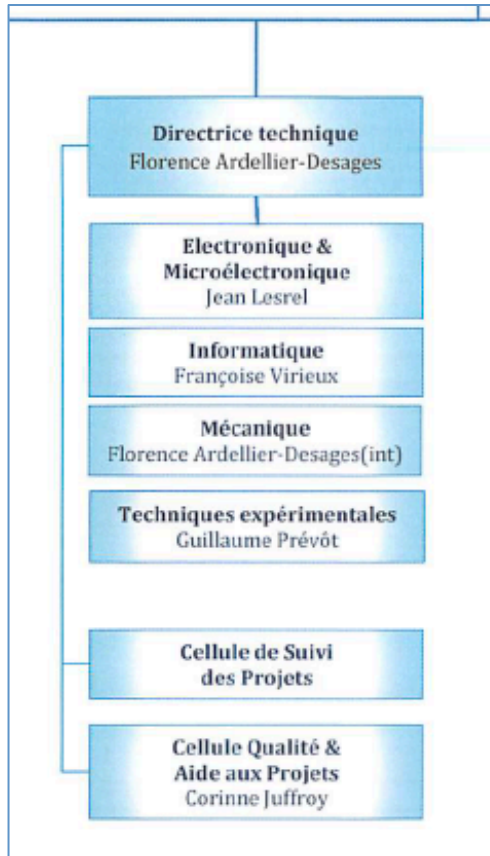 Directrice technique
Florence Ardellier-Desages
Electronique &
Microélectronique
Jean Lesrel
Informatique
Françoise Virieux
Mécanique
Florence Ardellier-Desages(int)
Techniques expérimentales
Guillaume Prévôt
Cellule de Suivi
des Projets
Cellule Qualité &
Aide aux Projets
Corinne Juffroy